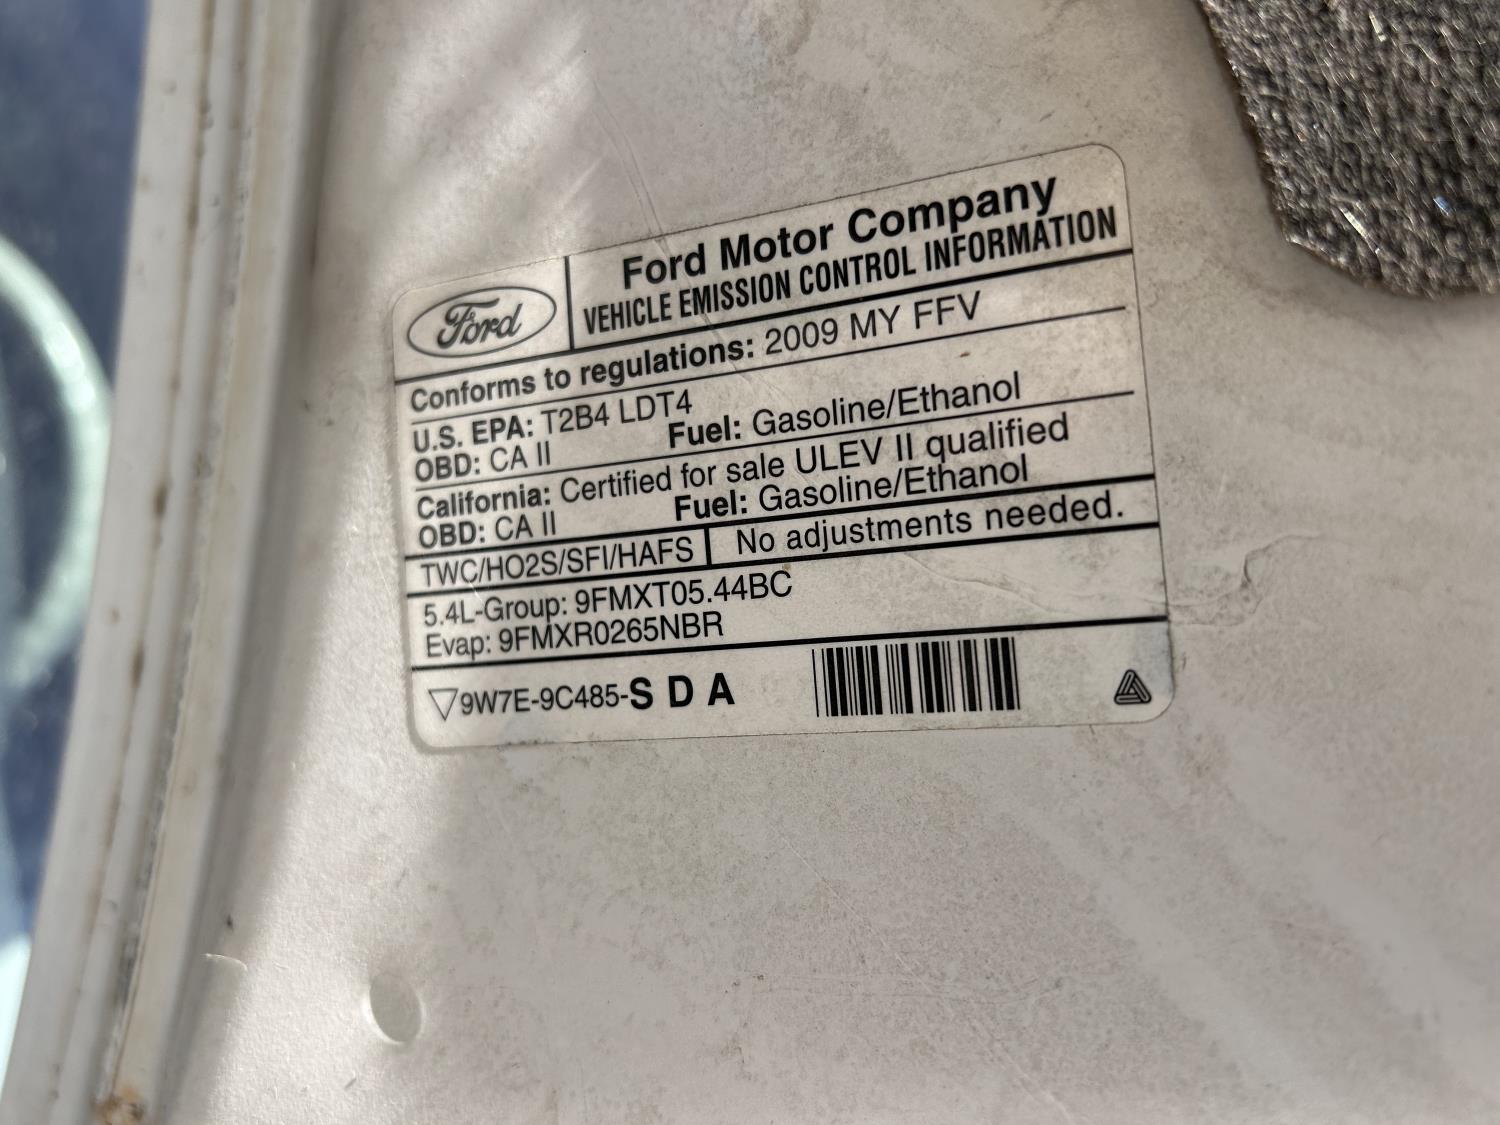 Ford
Ford Motor Company
VEHICLE EMISSION CONTROL INFORMATION
Conforms to regulations: 2009 MY FFV
U.S. EPA: T2B4 LDT4
OBD: CA II Fuel: Gasoline/Ethanol
California: Certified for sale ULEV II qualified
OBD: CA II Fuel: Gasoline/Ethanol
TWC/HO2S/SFI/HAFS No adjustments needed.
5.4L-Group: 9FMXT05.44BC
Evap: 9FMXR0265NBR
9W7E-9C485-S D A